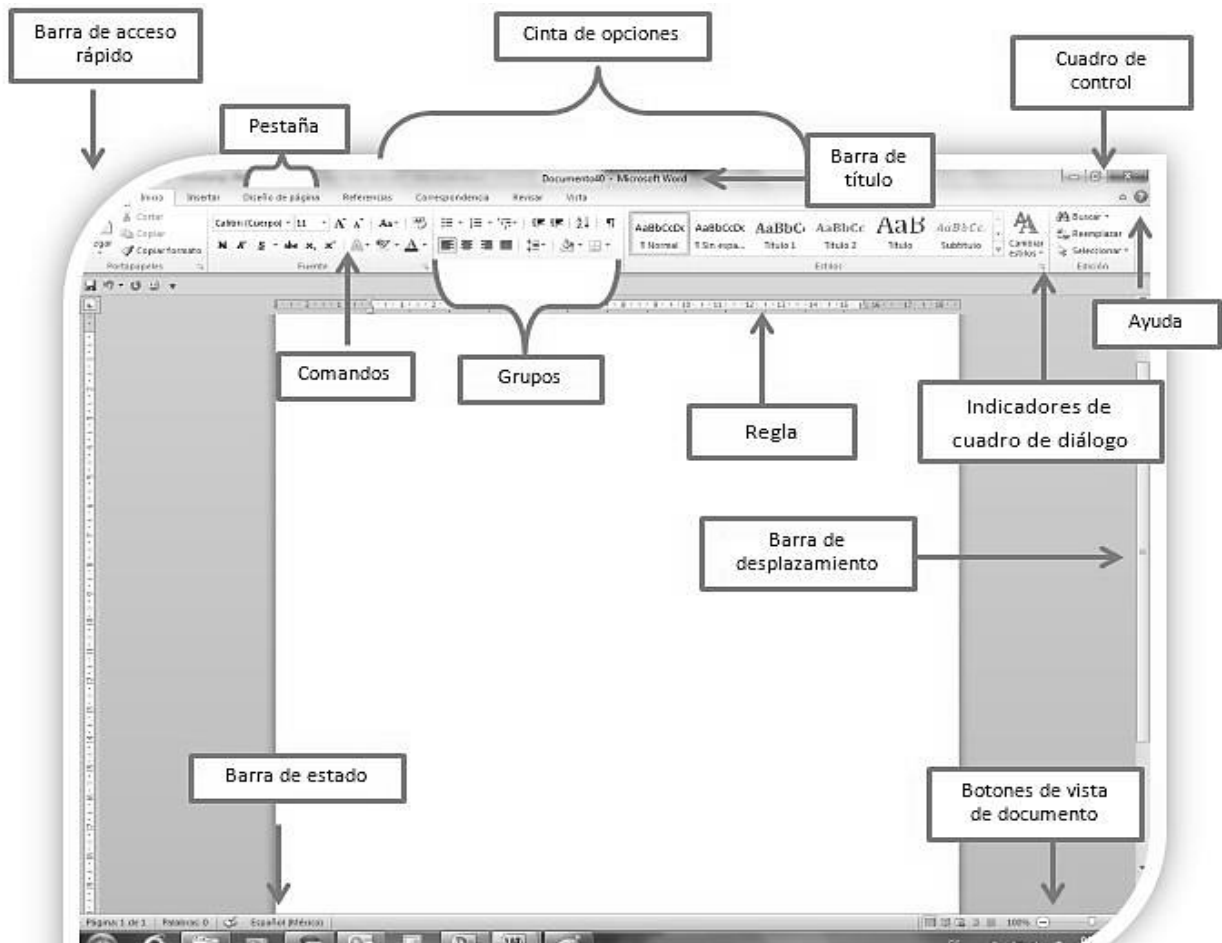 Barra de acceso
rápido
Cinta de opciones
Cuadro de
control
Pestaña
Barra de
título
Documento40 - Microsoft Word
Inicio Insertar Diseño de página Referencias Correspondencia Revisar Vista
Cortar
Copiar
Copiar formato
Portapapeles
Calibri (Cuerpo) 11
Fuente
AaBbCcDc AaBbCcDc AaBbC AaBbCc AaB AaBbCc
¶ Normal ¶ Sin espa... Título 1 Título 2 Título Subtítulo
Cambiar
estilos
Estilos
Buscar
Reemplazar
Seleccionar
Edición
Comandos
Grupos
Regla
Ayuda
Indicadores de
cuadro de diálogo
Barra de
desplazamiento
Barra de estado
Botones de vista
de documento
Página: 1 de 1 Palabras: 0 Español (México) 100%